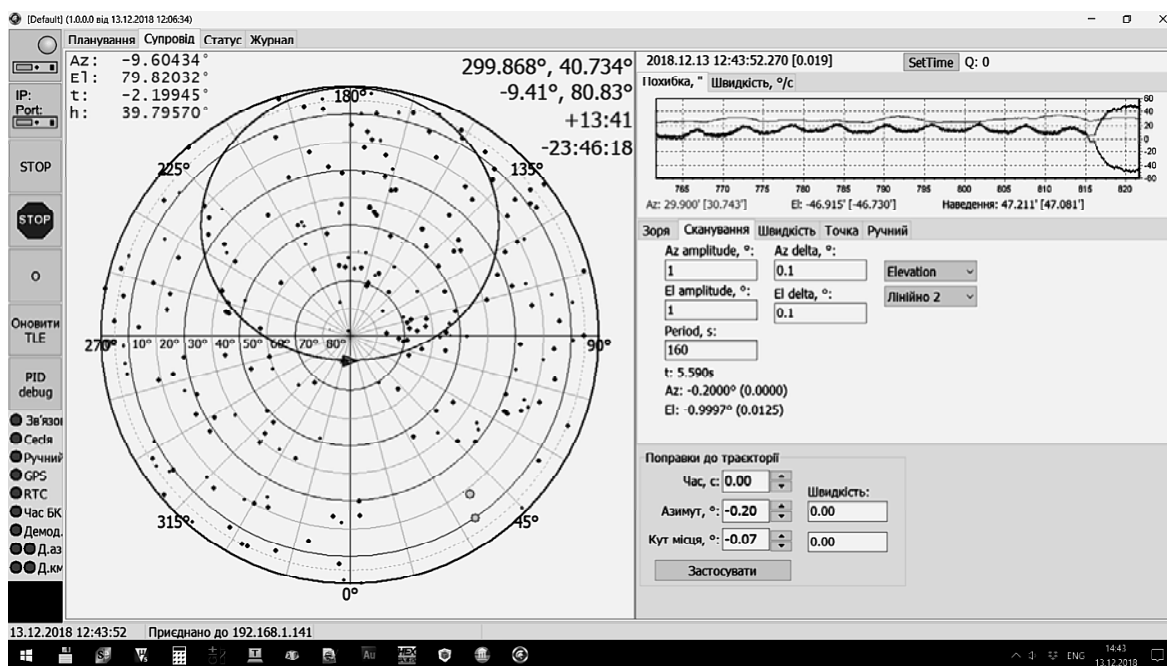 [Default] (1.0.0.0 від 13.12.2018 12:06:34)
Планування Супровід Статус Журнал
IP:
Port:
STOP
STOP
O
Оновити
TLE
PID
debug
Зв'язо
Сесія
Ручний
GPS
RTC
Час БК
Демод.
Д.аз
Д.км
Az: -9.60434°
El: 79.82032°
t: -2.19945°
h: 39.79570°
299.868°, 40.734°
-9.41°, 80.83°
+13:41
-23:46:18
180°
225° 135°
270° 10° 20° 30° 40° 50° 60° 70° 80° 90°
315° 45°
0°
2018.12.13 12:43:52.270 [0.019] SetTime Q: 0
Похибка, " Швидкість, °/с
60
40
20
0
-20
-40
-60
765 770 775 780 785 790 795 800 805 810 815 820
Az: 29.900' [30.743'] El: -46.915' [-46.730'] Наведення: 47.211' [47.081']
Зоря Сканування Швидкість Точка Ручний
Az amplitude, °: Az delta, °:
1 0.1 Elevation
El amplitude, °: El delta, °:
1 0.1 Лінійно 2
Period, s:
160
t: 5.590s
Az: -0.2000° (0.0000)
El: -0.9997° (0.0125)
Поправки до траєкторії
Час, с: 0.00
Швидкість:
Азимут, °: -0.20 0.00
Кут місця, °: -0.07 0.00
Застосувати
13.12.2018 12:43:52 Приєднано до 192.168.1.141
ENG 14:43
13.12.2018